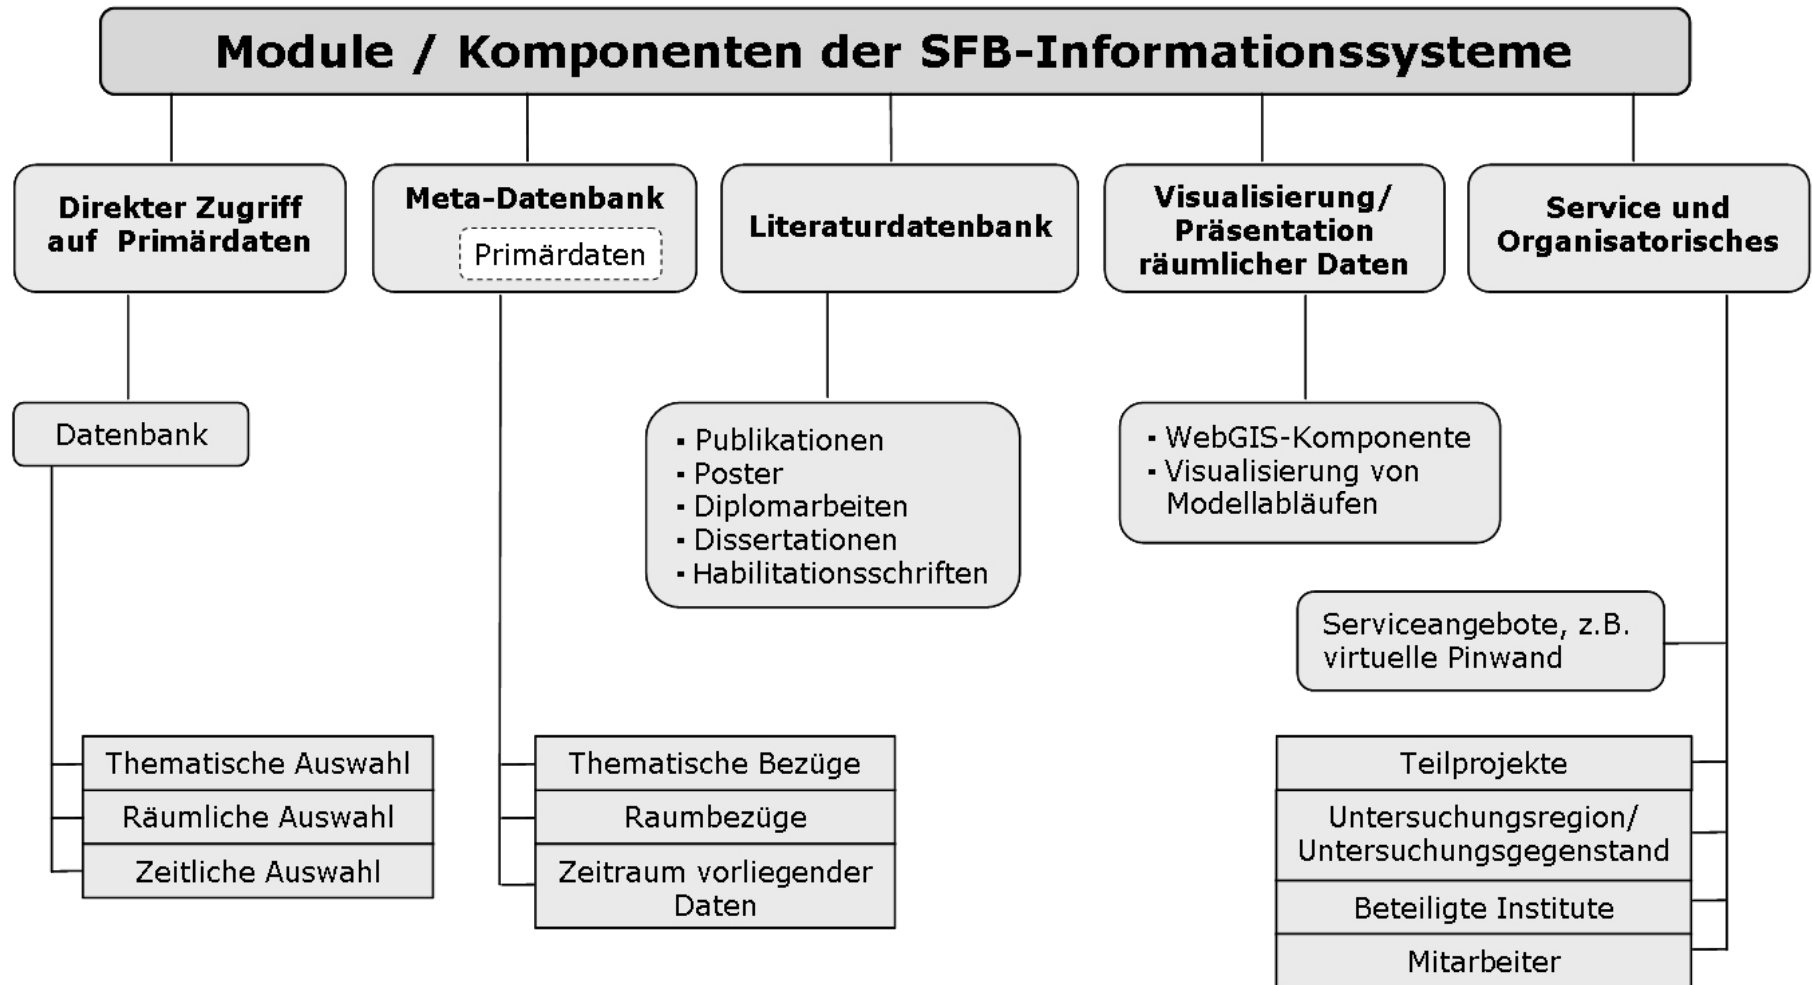 Module / Komponenten der SFB-Informationssysteme
Direkter Zugriff
auf Primärdaten
Meta-Datenbank
Primärdaten
Literaturdatenbank
Visualisierung/
Präsentation
räumlicher Daten
Service und
Organisatorisches
Datenbank
▪ Publikationen
▪ Poster
▪ Diplomarbeiten
▪ Dissertationen
▪ Habilitationsschriften
▪ WebGIS-Komponente
▪ Visualisierung von
Modellabläufen
Serviceangebote, z.B.
virtuelle Pinwand
Thematische Auswahl
Räumliche Auswahl
Zeitliche Auswahl
Thematische Bezüge
Raumbezüge
Zeitraum vorliegender
Daten
Teilprojekte
Untersuchungsregion/
Untersuchungsgegenstand
Beteiligte Institute
Mitarbeiter